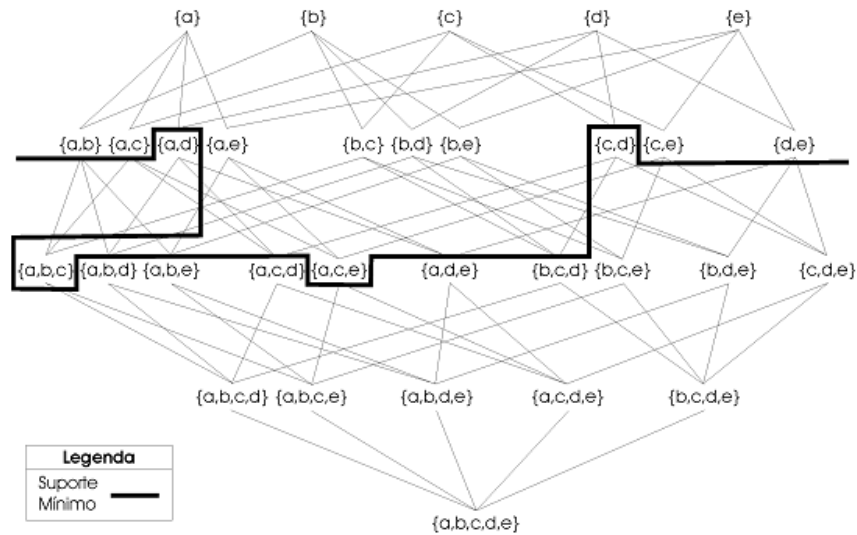 {a} {b} {c} {d} {e}
{a,b} {a,c} {a,d} {a,e} {b,c} {b,d} {b,e} {c,d} {c,e} {d,e}
{a,b,c} {a,b,d} {a,b,e} {a,c,d} {a,c,e} {a,d,e} {b,c,d} {b,c,e} {b,d,e} {c,d,e}
{a,b,c,d} {a,b,c,e} {a,b,d,e} {a,c,d,e} {b,c,d,e}
{a,b,c,d,e}
Legenda
Suporte
Mínimo